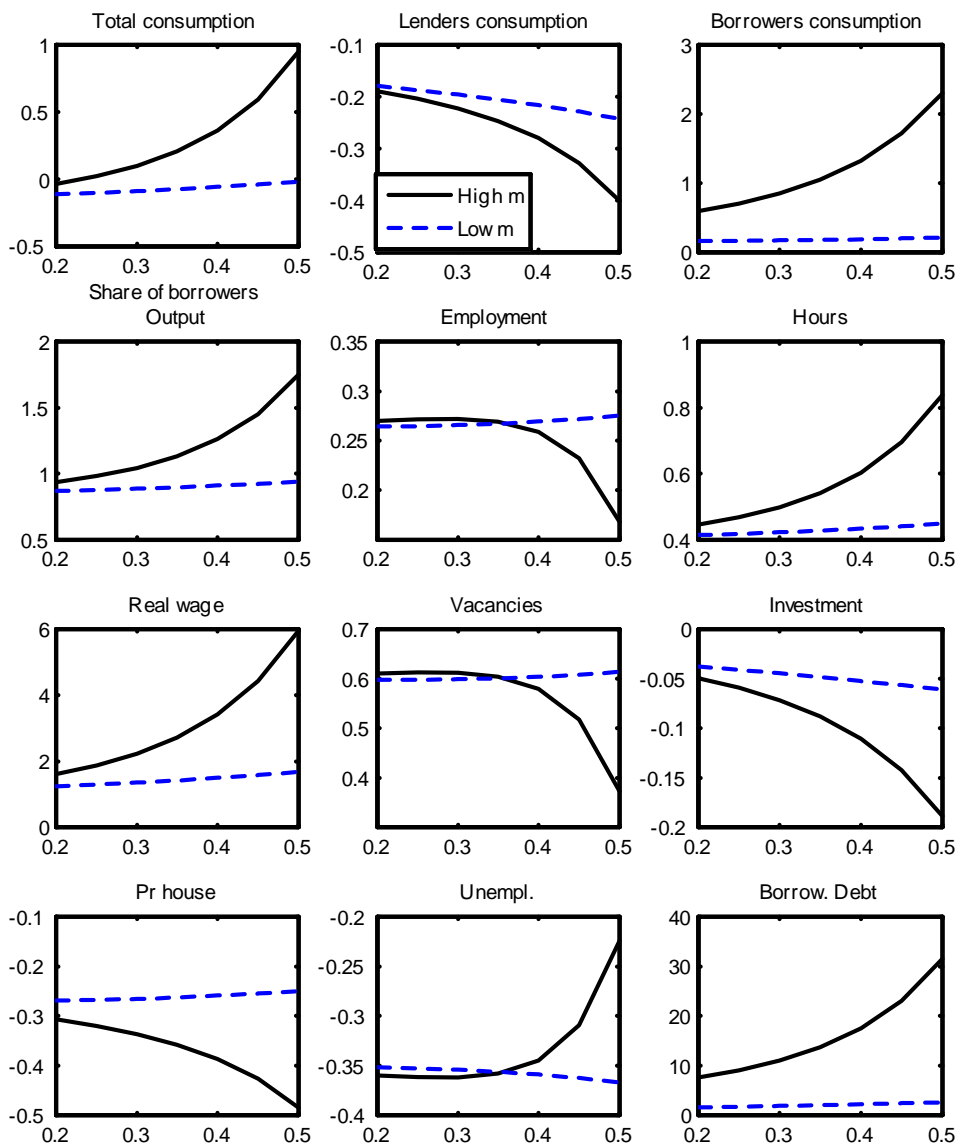 Total consumption
Lenders consumption
Borrowers consumption
1
0.5
0
-0.5
0.2 0.3 0.4 0.5
Share of borrowers
-0.1
-0.2
-0.3
-0.4
-0.5
High m
Low m
0.2 0.3 0.4 0.5
3
2
1
0
0.2 0.3 0.4 0.5
Output
Employment
Hours
2
1.5
1
0.5
0.2 0.3 0.4 0.5
0.35
0.3
0.25
0.2
0.2 0.3 0.4 0.5
1
0.8
0.6
0.4
0.2 0.3 0.4 0.5
Real wage
Vacancies
Investment
6
4
2
0
0.2 0.3 0.4 0.5
0.7
0.6
0.5
0.4
0.2 0.3 0.4 0.5
0
-0.05
-0.1
-0.15
-0.2
0.2 0.3 0.4 0.5
Pr house
Unempl.
Borrow. Debt
-0.1
-0.2
-0.3
-0.4
-0.5
0.2 0.3 0.4 0.5
-0.2
-0.25
-0.3
-0.35
-0.4
0.2 0.3 0.4 0.5
40
30
20
10
0
0.2 0.3 0.4 0.5